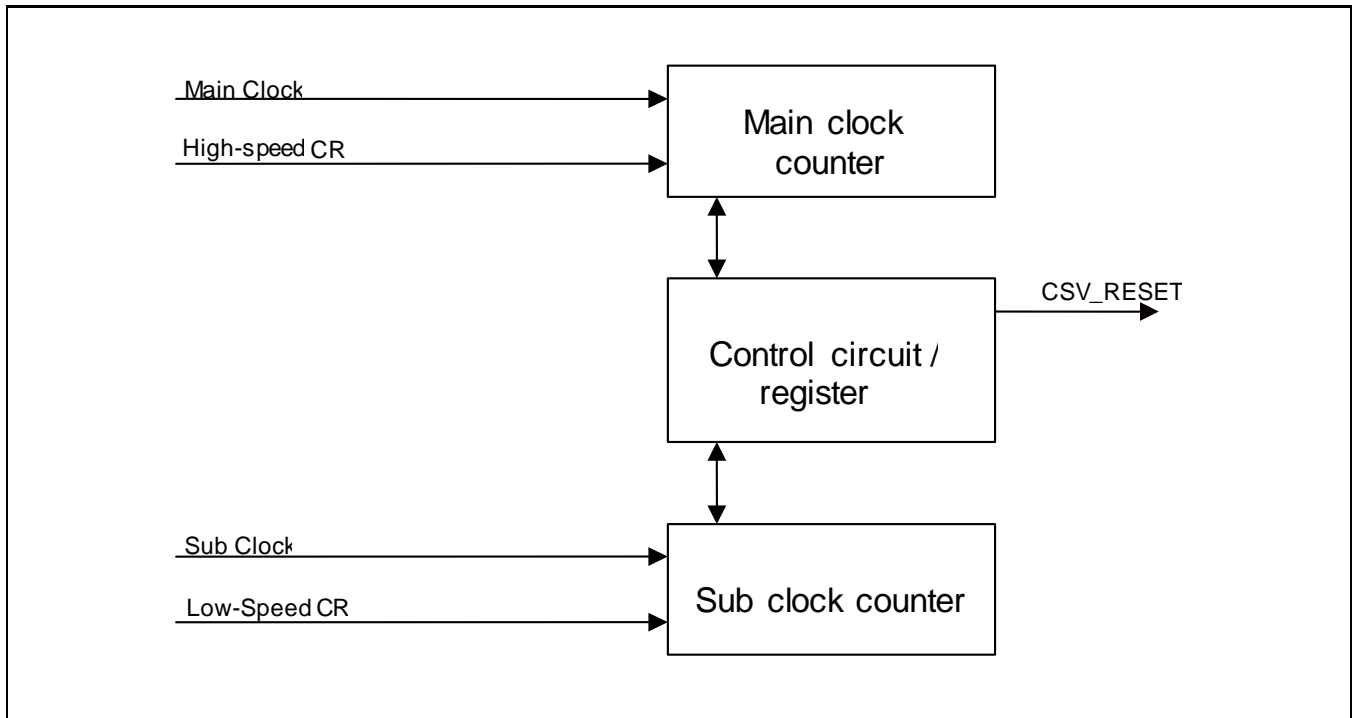 Main Clock
High-speed CR
Main clock
counter
CSV_RESET
Control circuit /
register
Sub Clock
Low-Speed CR
Sub clock counter